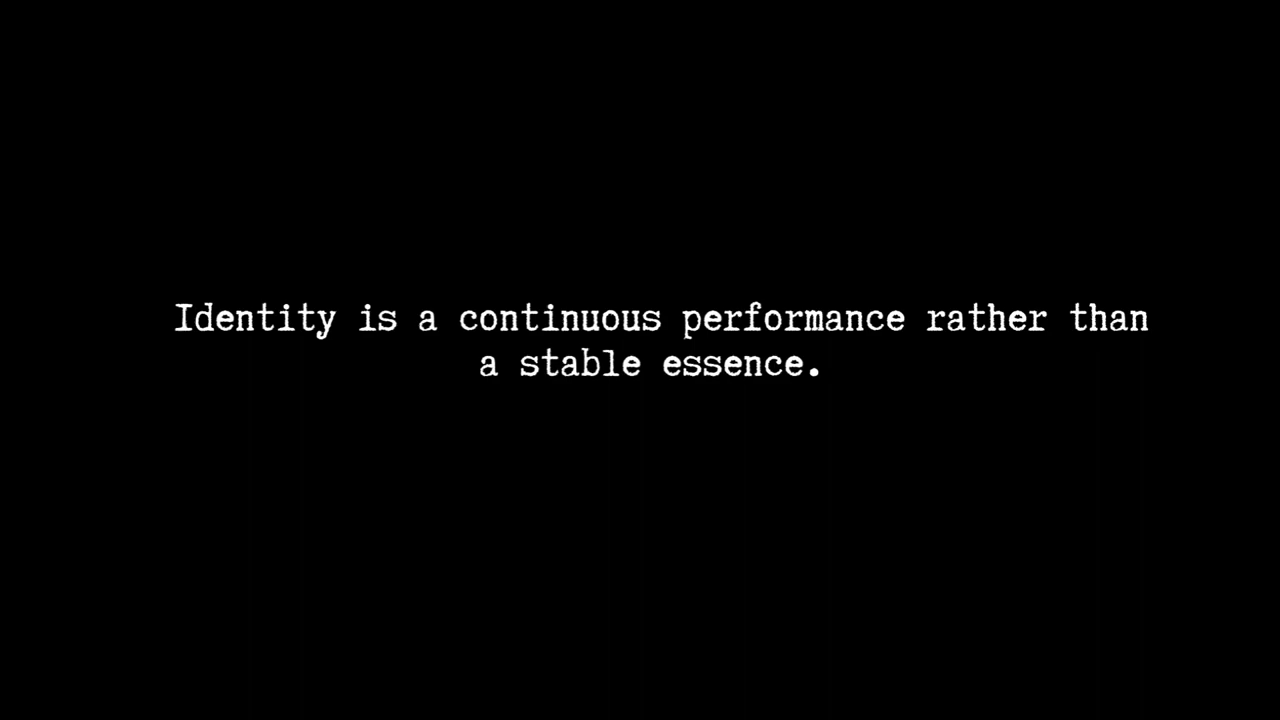 Identity is a continuous performance rather than
a stable essence.